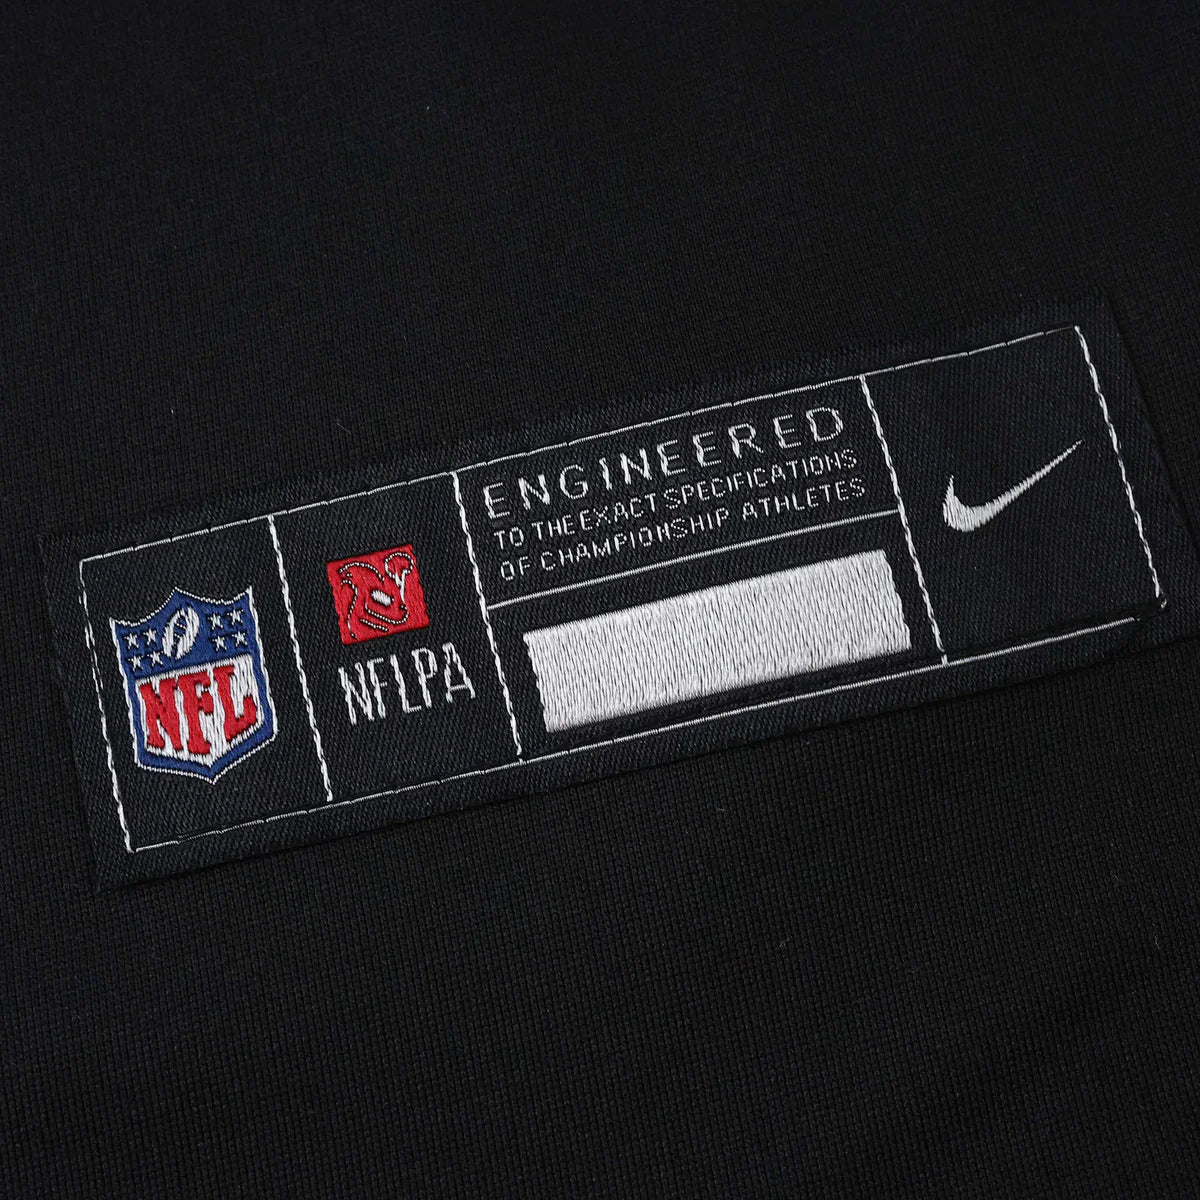 NFL
NFLPA
ENGINEERED
TO THE EXACT SPECIFICATIONS
OF CHAMPIONSHIP ATHLETES